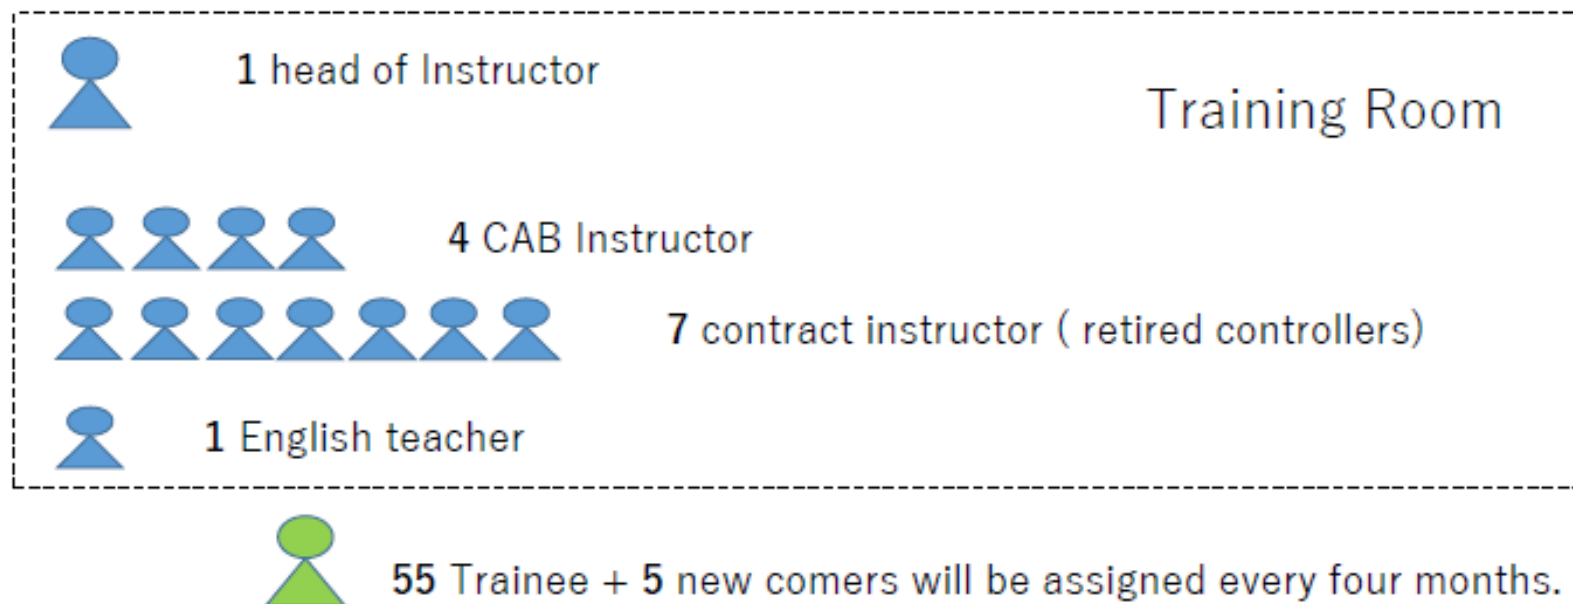 1 head of Instructor
Training Room
4 CAB Instructor
7 contract instructor ( retired controllers)
1 English teacher
55 Trainee + 5 new comers will be assigned every four months.